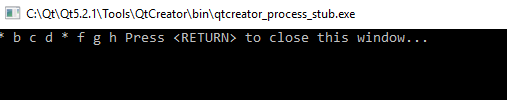 C:\Qt\Qt5.2.1\Tools\QtCreator\bin\qtcreator_process_stub.exe
* b c d * f g h Press <RETURN> to close this window...